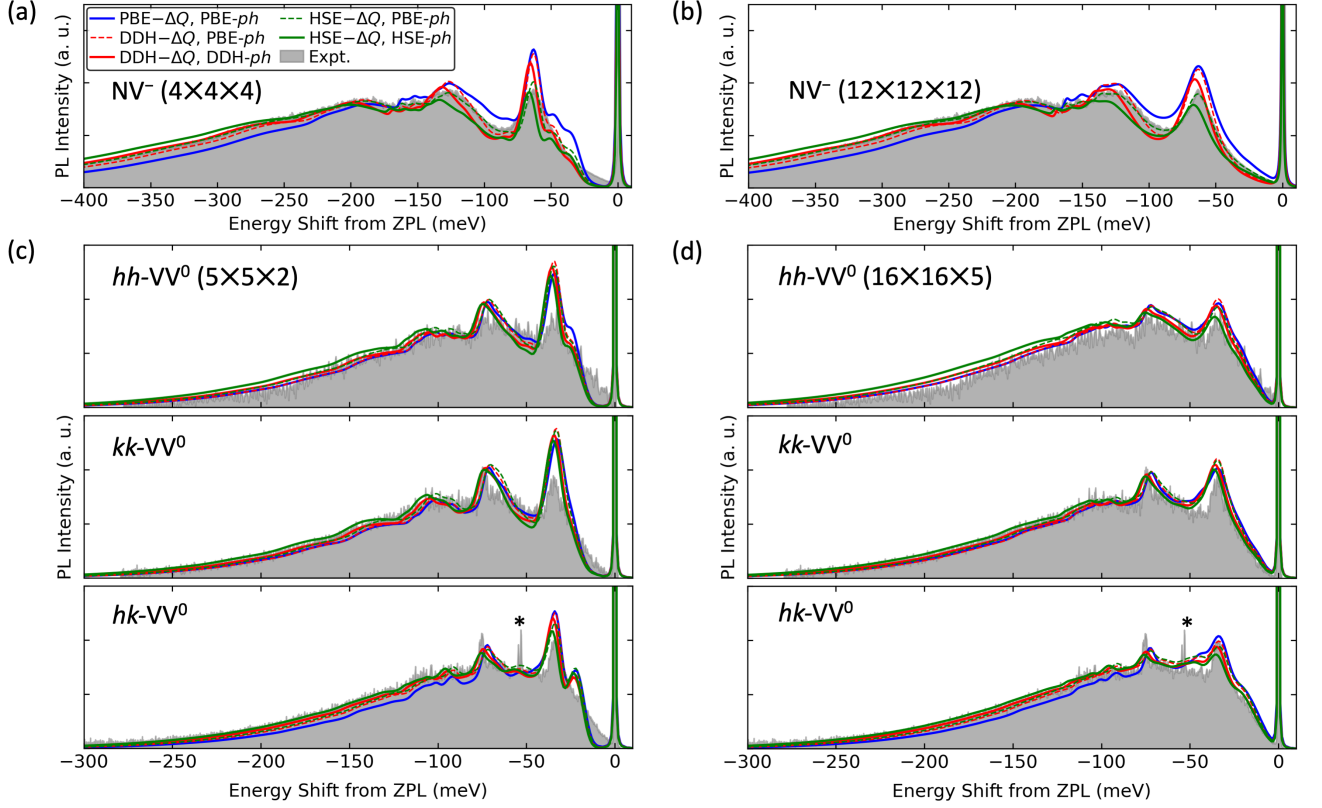 (a)
PBE−ΔQ, PBE-ph
HSE−ΔQ, PBE-ph
DDH−ΔQ, PBE-ph
HSE−ΔQ, HSE-ph
DDH−ΔQ, DDH-ph
Expt.
NV⁻ (4×4×4)
PL Intensity (a. u.)
−400 −350 −300 −250 −200 −150 −100 −50 0
Energy Shift from ZPL (meV)
(b)
NV⁻ (12×12×12)
PL Intensity (a. u.)
−400 −350 −300 −250 −200 −150 −100 −50 0
Energy Shift from ZPL (meV)
(c)
hh-VV⁰ (5×5×2)
kk-VV⁰
PL Intensity (a. u.)
hk-VV⁰
*
−300 −250 −200 −150 −100 −50 0
Energy Shift from ZPL (meV)
(d)
hh-VV⁰ (16×16×5)
kk-VV⁰
PL Intensity (a. u.)
hk-VV⁰
*
−300 −250 −200 −150 −100 −50 0
Energy Shift from ZPL (meV)